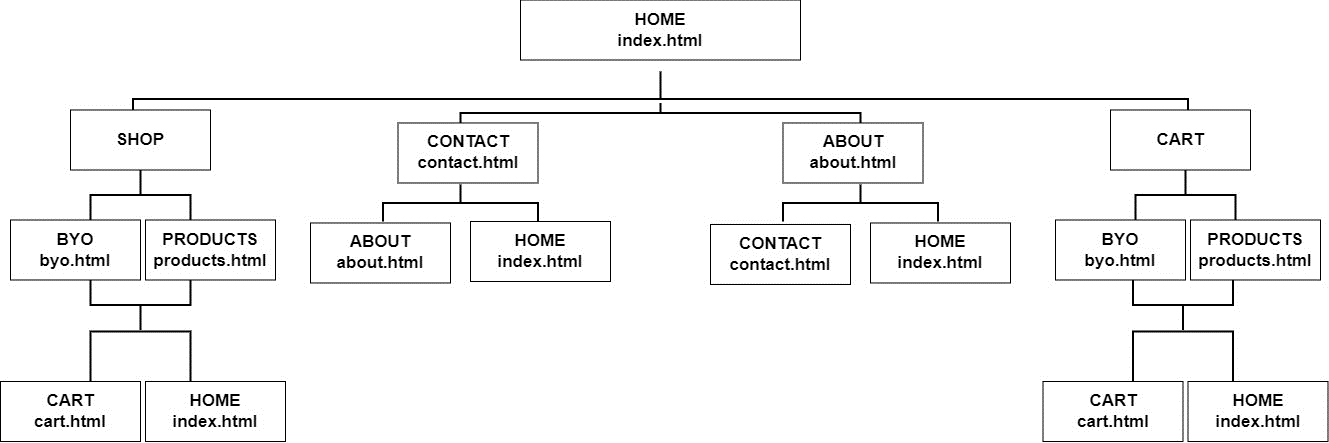 HOME
index.html
SHOP
CONTACT
contact.html
ABOUT
about.html
CART
BYO
byo.html
PRODUCTS
products.html
ABOUT
about.html
HOME
index.html
CONTACT
contact.html
HOME
index.html
BYO
byo.html
PRODUCTS
products.html
CART
cart.html
HOME
index.html
CART
cart.html
HOME
index.html